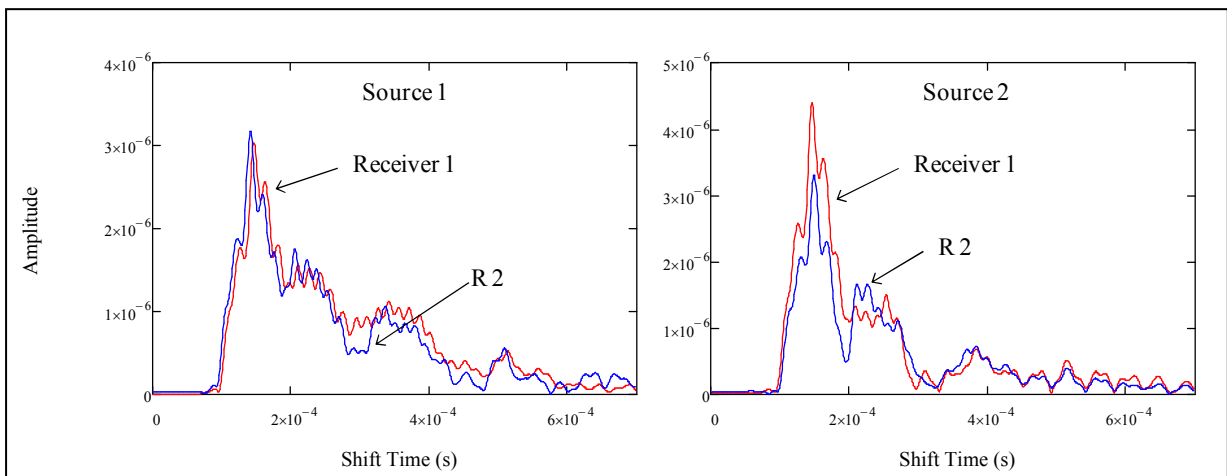 Source 1
4×10⁻⁶
3×10⁻⁶
2×10⁻⁶
1×10⁻⁶
0
Amplitude
Receiver 1
R 2
0
2×10⁻⁴
4×10⁻⁴
6×10⁻⁴
Shift Time (s)
Source 2
5×10⁻⁶
4×10⁻⁶
3×10⁻⁶
2×10⁻⁶
1×10⁻⁶
0
Receiver 1
R 2
0
2×10⁻⁴
4×10⁻⁴
6×10⁻⁴
Shift Time (s)